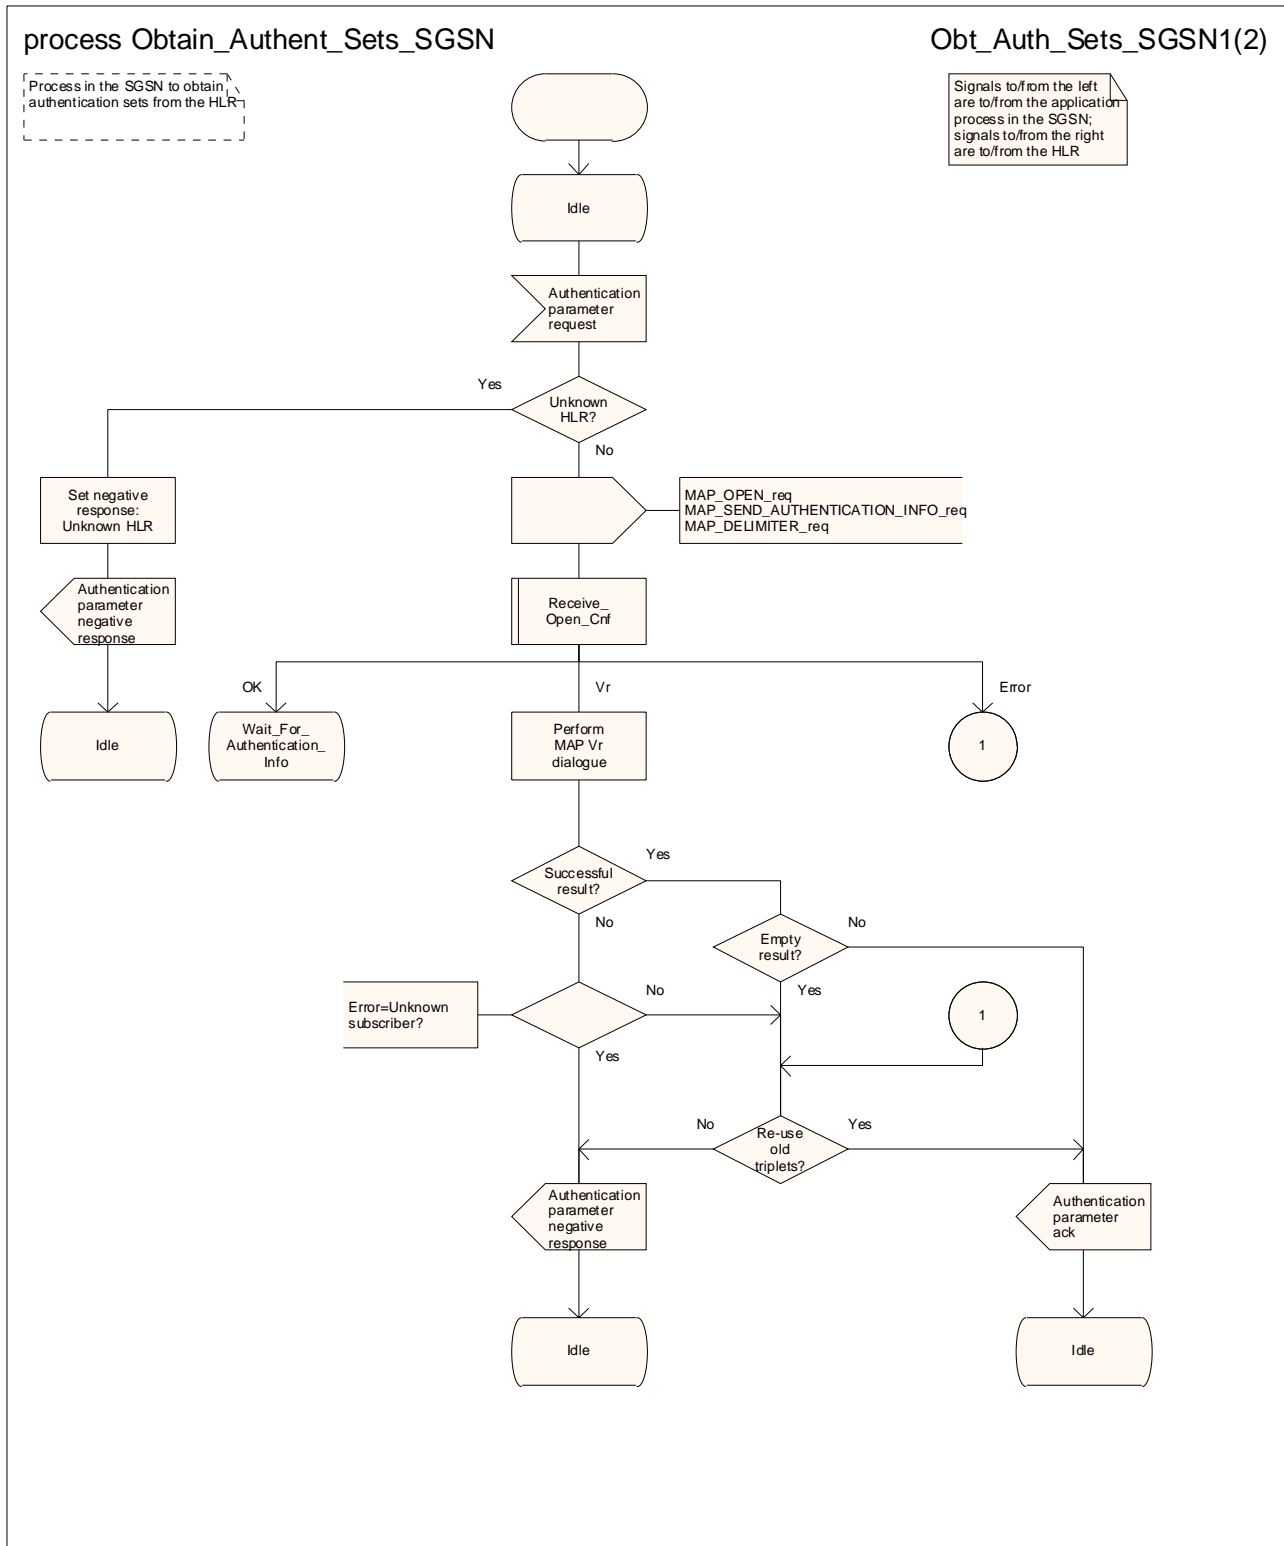 process Obtain_Authent_Sets_SGSN
Obt_Auth_Sets_SGSN1(2)
Process in the SGSN to obtain
authentication sets from the HLR
Signals to/from the left
are to/from the application
process in the SGSN;
signals to/from the right
are to/from the HLR
Idle
Authentication
parameter
request
Yes
Unknown
HLR?
No
Set negative
response:
Unknown HLR
MAP_OPEN_req
MAP_SEND_AUTHENTICATION_INFO_req
MAP_DELIMITER_req
Authentication
parameter
negative
response
Receive_
Open_Cnf
OK
Vr
Error
Idle
Wait_For_
Authentication_
Info
Perform
MAP Vr
dialogue
1
Successful
result?
Yes
No
Empty
result?
No
Yes
Error=Unknown
subscriber?
No
Yes
1
No
Re-use
old
triplets?
Yes
Authentication
parameter
negative
response
Authentication
parameter
ack
Idle
Idle